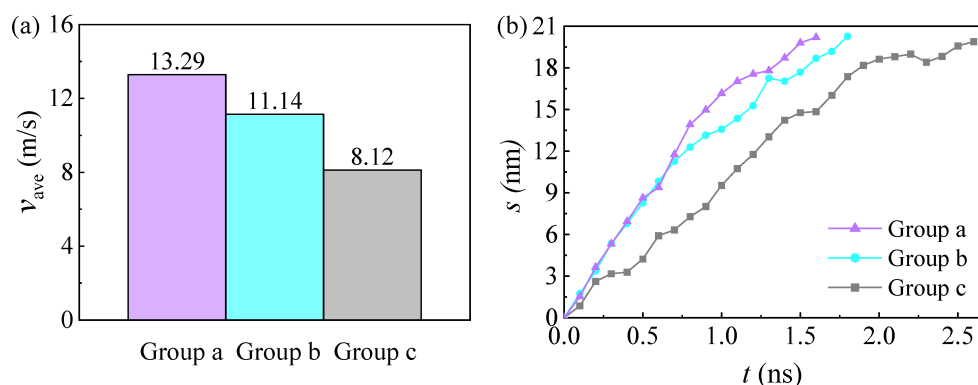 (a)
16
12
8
4
0
v_ave (m/s)
13.29
11.14
8.12
Group a Group b Group c
(b)
21
18
15
12
9
6
3
0
s (nm)
Group a
Group b
Group c
0.0 0.5 1.0 1.5 2.0 2.5
t (ns)